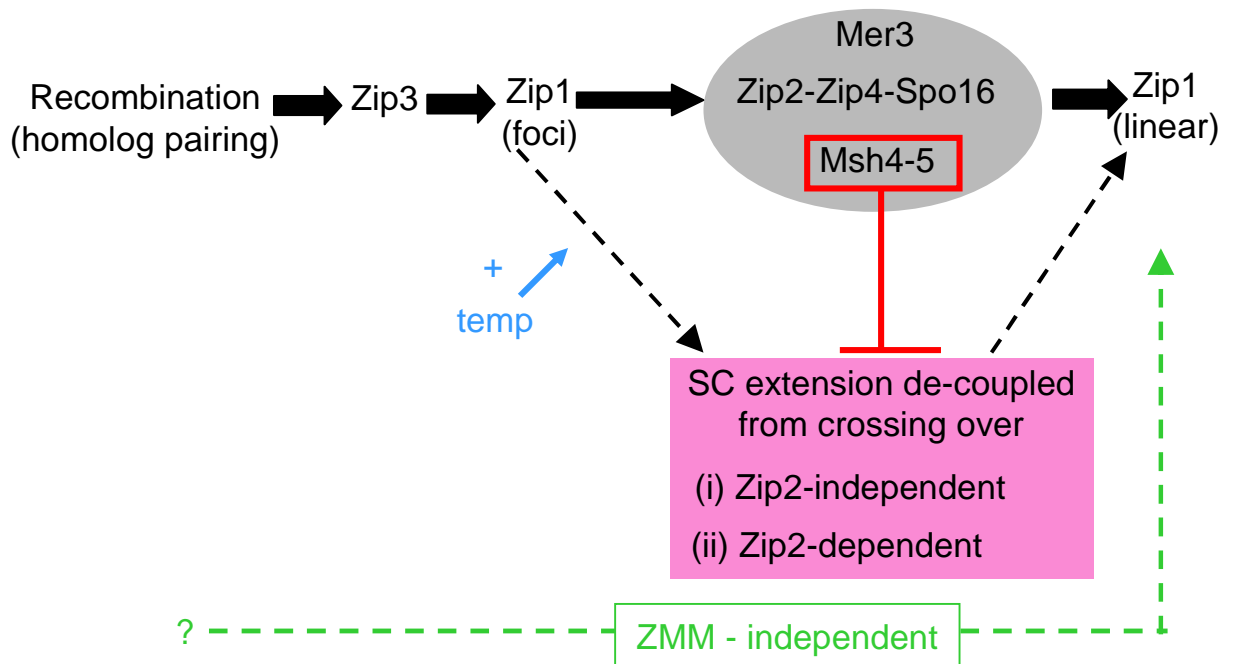 Recombination
(homolog pairing)
Zip3
Zip1
(foci)
Mer3
Zip2-Zip4-Spo16
Msh4-5
Zip1
(linear)
+
temp
SC extension de-coupled
from crossing over
(i) Zip2-independent
(ii) Zip2-dependent
?
ZMM - independent